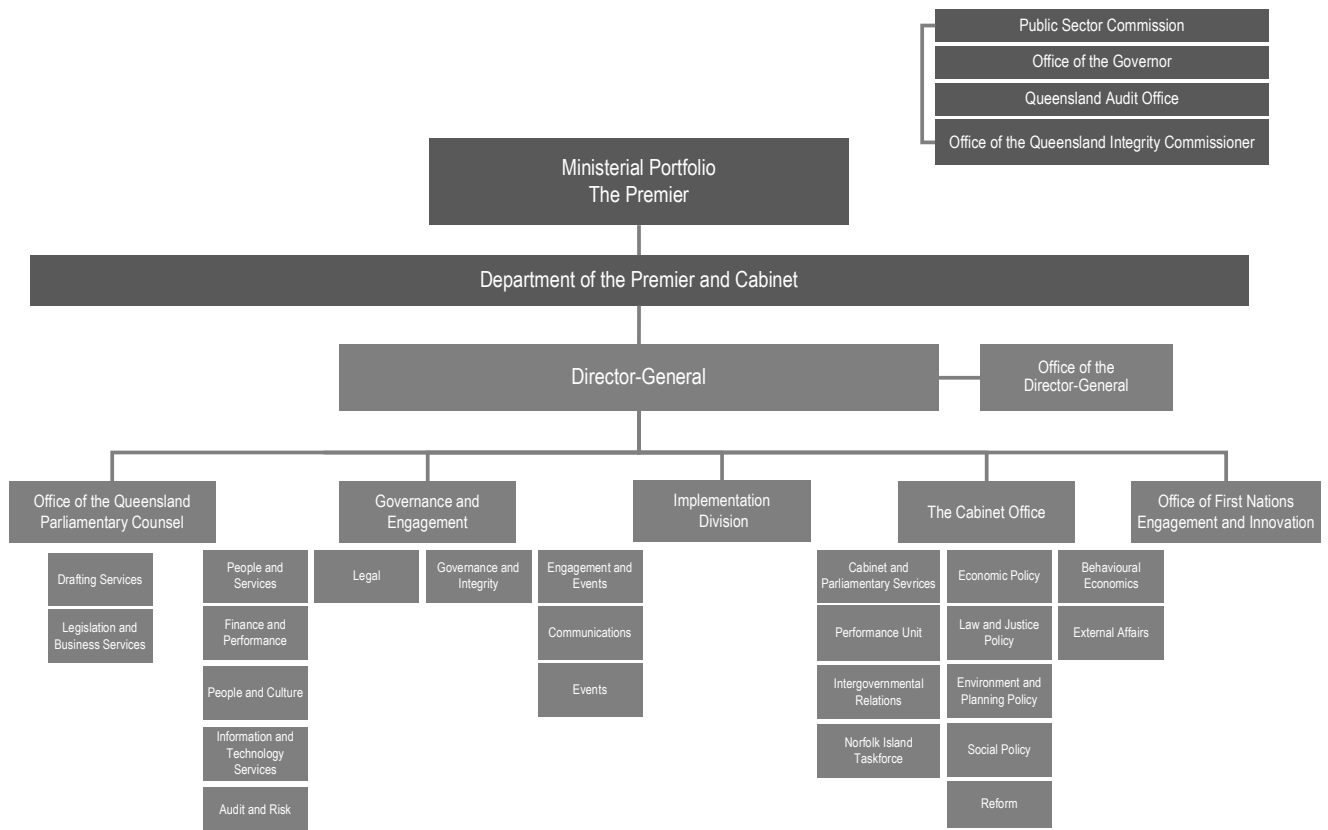 Public Sector Commission
Office of the Governor
Queensland Audit Office
Office of the Queensland Integrity Commissioner
Ministerial Portfolio
The Premier
Department of the Premier and Cabinet
Director-General
Office of the
Director-General
Office of the Queensland
Parliamentary Counsel
Governance and
Engagement
Implementation
Division
The Cabinet Office
Office of First Nations
Engagement and Innovation
Drafting Services
Legislation and
Business Services
People and
Services
Finance and
Performance
People and Culture
Information and
Technology
Services
Audit and Risk
Legal
Governance and
Integrity
Engagement and
Events
Communications
Events
Cabinet and
Parliamentary Services
Performance Unit
Intergovernmental
Relations
Norfolk Island
Taskforce
Economic Policy
Law and Justice
Policy
Environment and
Planning Policy
Social Policy
Reform
Behavioural
Economics
External Affairs